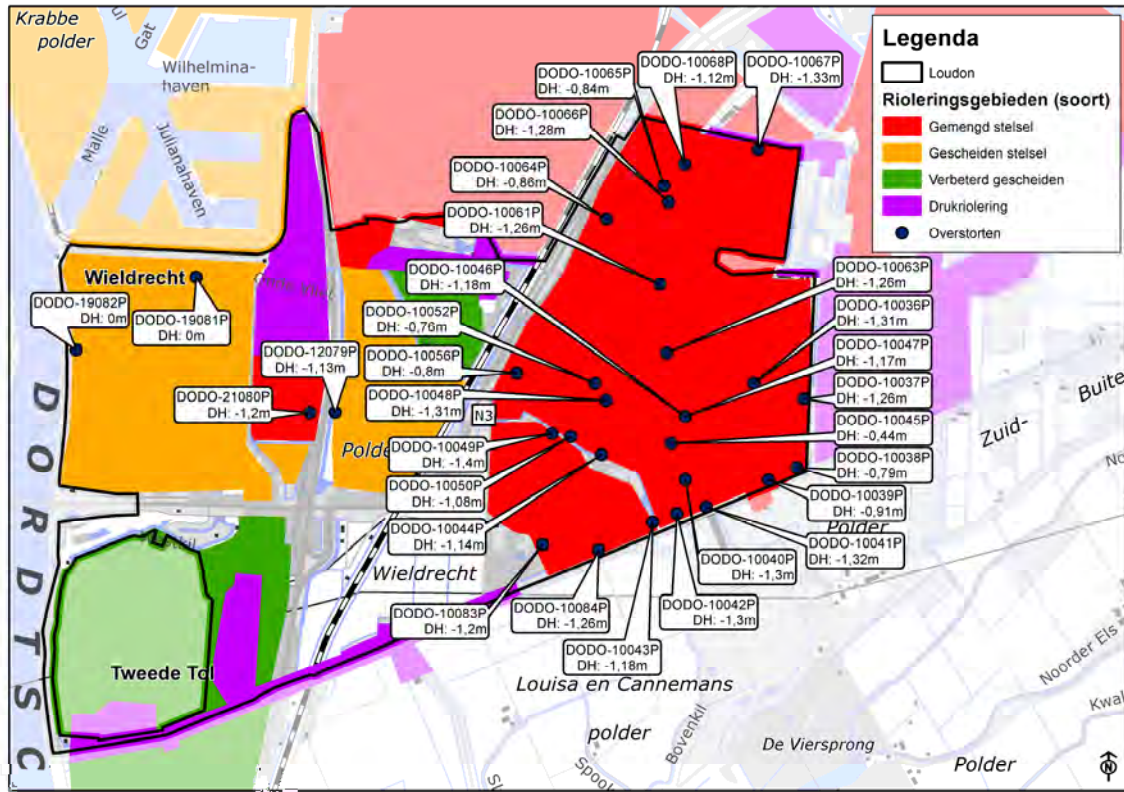 Krabbe
polder
Gat
Wilhelmina-
haven
Malle
Julianahaven
DODO-10065P
DH: -0,84m
DODO-10068P
DH: -1,12m
DODO-10067P
DH: -1,33m
DODO-10066P
DH: -1,28m
DODO-10064P
DH: -0,86m
DODO-10061P
DH: -1,26m
DODO-10046P
DH: -1,18m
DODO-10063P
DH: -1,26m
DODO-10036P
DH: -1,31m
DODO-10047P
DH: -1,17m
DODO-10037P
DH: -1,26m
DODO-10045P
DH: -0,44m
DODO-10038P
DH: -0,79m
DODO-10039P
DH: -0,91m
DODO-10041P
DH: -1,32m
DODO-10040P
DH: -1,3m
DODO-10042P
DH: -1,3m
DODO-10043P
DH: -1,18m
DODO-10084P
DH: -1,26m
DODO-10083P
DH: -1,2m
DODO-10044P
DH: -1,14m
DODO-10050P
DH: -1,08m
DODO-10049P
DH: -1,4m
DODO-10048P
DH: -1,31m
DODO-10056P
DH: -0,8m
DODO-10052P
DH: -0,76m
Wieldrecht
DODO-19082P
DH: 0m
DODO-19081P
DH: 0m
DODO-12079P
DH: -1,13m
DODO-21080P
DH: -1,2m
N3
DORDTSC
Wieldrecht
Polder
Tweede Tol
Louisa en Cannemans
polder
Bovenkil
De Viersprong
Polder
Noorder Els
Zuid-
Buite
Legenda
Loudon
Rioleringsgebieden (soort)
Gemengd stelsel
Gescheiden stelsel
Verbeterd gescheiden
Drukriolering
Overstorten
N